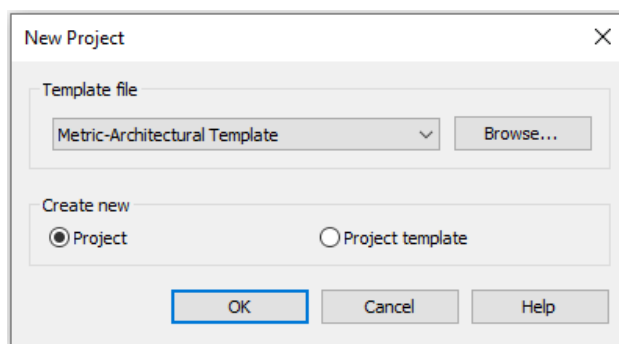 New Project
Template file
Metric-Architectural Template
Browse...
Create new
Project
Project template
OK
Cancel
Help